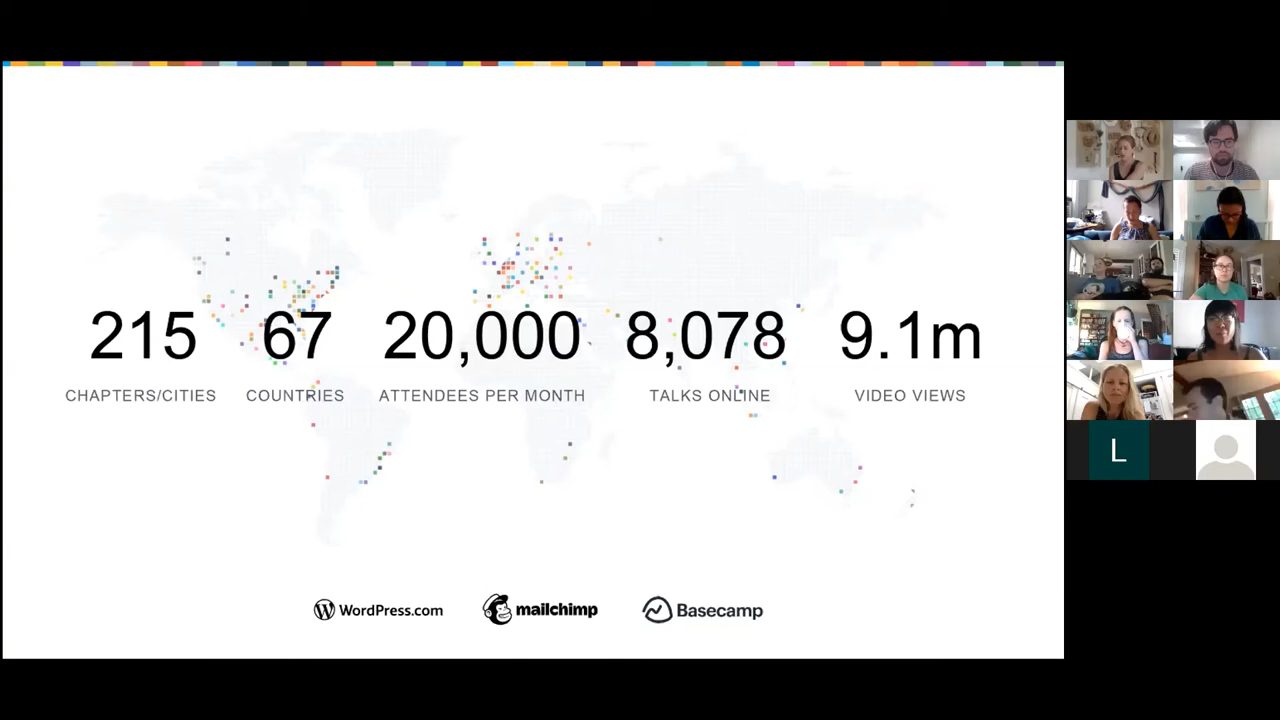 215 67 20,000 8,078 9.1m
CHAPTERS/CITIES COUNTRIES ATTENDEES PER MONTH TALKS ONLINE VIDEO VIEWS
WordPress.com mailchimp Basecamp
L